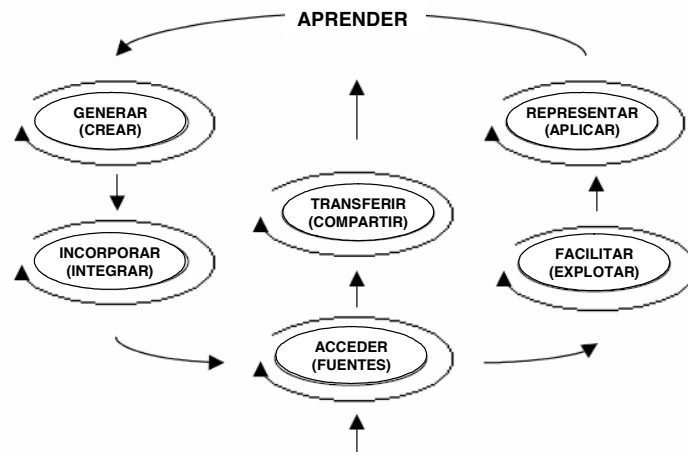 APRENDER
GENERAR
(CREAR)
REPRESENTAR
(APLICAR)
TRANSFERIR
(COMPARTIR)
INCORPORAR
(INTEGRAR)
FACILITAR
(EXPLOTAR)
ACCEDER
(FUENTES)